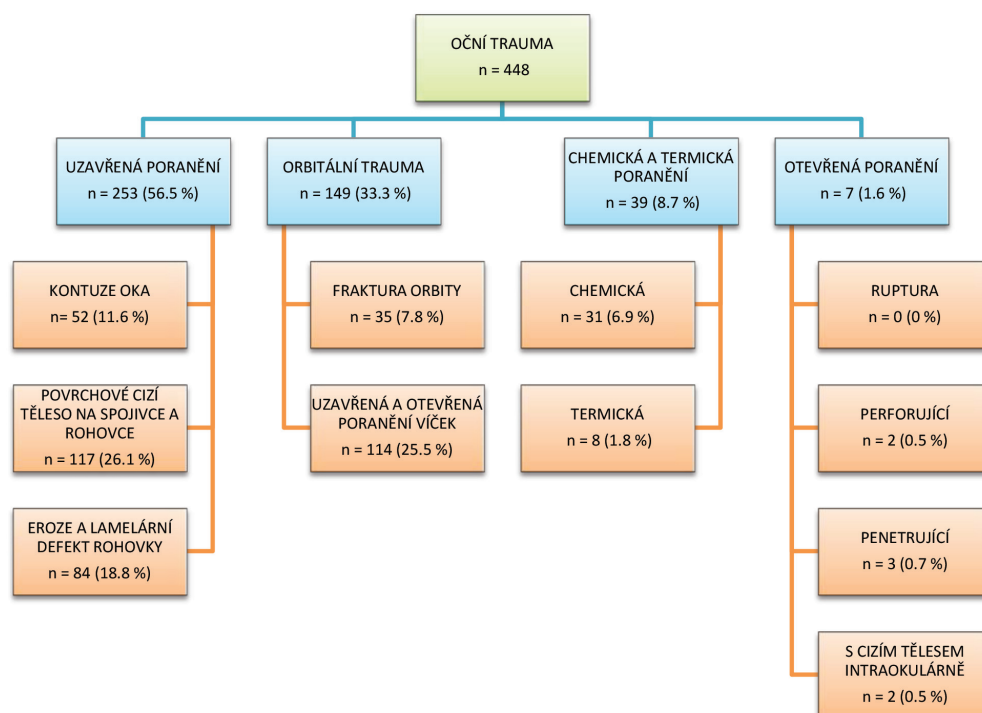 OČNÍ TRAUMA
n = 448
UZAVŘENÁ PORANĚNÍ
n = 253 (56.5 %)
ORBITÁLNÍ TRAUMA
n = 149 (33.3 %)
CHEMICKÁ A TERMICKÁ
PORANĚNÍ
n = 39 (8.7 %)
OTEVŘENÁ PORANĚNÍ
n = 7 (1.6 %)
KONTUZE OKA
n= 52 (11.6 %)
FRAKTURA ORBITY
n = 35 (7.8 %)
CHEMICKÁ
n = 31 (6.9 %)
RUPTURA
n = 0 (0 %)
POVRCHOVÉ CIZÍ
TĚLESO NA SPOJIVCE A
ROHOVCE
n = 117 (26.1 %)
UZAVŘENÁ A OTEVŘENÁ
PORANĚNÍ VÍČEK
n = 114 (25.5 %)
TERMICKÁ
n = 8 (1.8 %)
PERFORUJÍCÍ
n = 2 (0.5 %)
EROZE A LAMELÁRNÍ
DEFEKT ROHOVKY
n = 84 (18.8 %)
PENETRUJÍCÍ
n = 3 (0.7 %)
S CIZÍM TĚLESEM
INTRAOKULÁRNĚ
n = 2 (0.5 %)